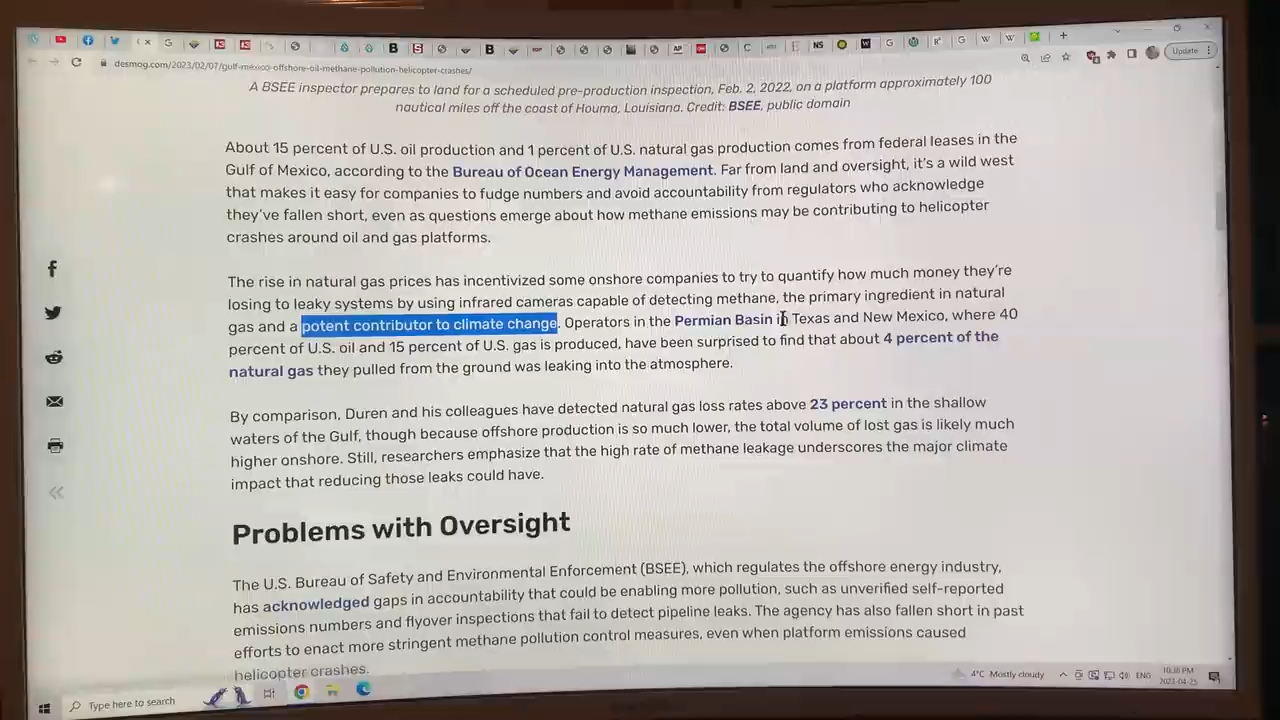 desmog.com/2023/02/07/gulf-mexico-offshore-oil-methane-pollution-helicopter-crashes/
Update
A BSEE inspector prepares to land for a scheduled pre-production inspection, Feb. 2, 2022, on a platform approximately 100
nautical miles off the coast of Houma, Louisiana. Credit: BSEE, public domain
About 15 percent of U.S. oil production and 1 percent of U.S. natural gas production comes from federal leases in the
Gulf of Mexico, according to the Bureau of Ocean Energy Management. Far from land and oversight, it's a wild west
that makes it easy for companies to fudge numbers and avoid accountability from regulators who acknowledge
they've fallen short, even as questions emerge about how methane emissions may be contributing to helicopter
crashes around oil and gas platforms.
The rise in natural gas prices has incentivized some onshore companies to try to quantify how much money they're
losing to leaky systems by using infrared cameras capable of detecting methane, the primary ingredient in natural
gas and a potent contributor to climate change. Operators in the Permian Basin in Texas and New Mexico, where 40
percent of U.S. oil and 15 percent of U.S. gas is produced, have been surprised to find that about 4 percent of the
natural gas they pulled from the ground was leaking into the atmosphere.
By comparison, Duren and his colleagues have detected natural gas loss rates above 23 percent in the shallow
waters of the Gulf, though because offshore production is so much lower, the total volume of lost gas is likely much
higher onshore. Still, researchers emphasize that the high rate of methane leakage underscores the major climate
impact that reducing those leaks could have.
Problems with Oversight
The U.S. Bureau of Safety and Environmental Enforcement (BSEE), which regulates the offshore energy industry,
has acknowledged gaps in accountability that could be enabling more pollution, such as unverified self-reported
emissions numbers and flyover inspections that fail to detect pipeline leaks. The agency has also fallen short in past
efforts to enact more stringent methane pollution control measures, even when platform emissions caused
helicopter crashes.
Type here to search
4°C Mostly cloudy
ENG
10:36 PM
2023-04-25